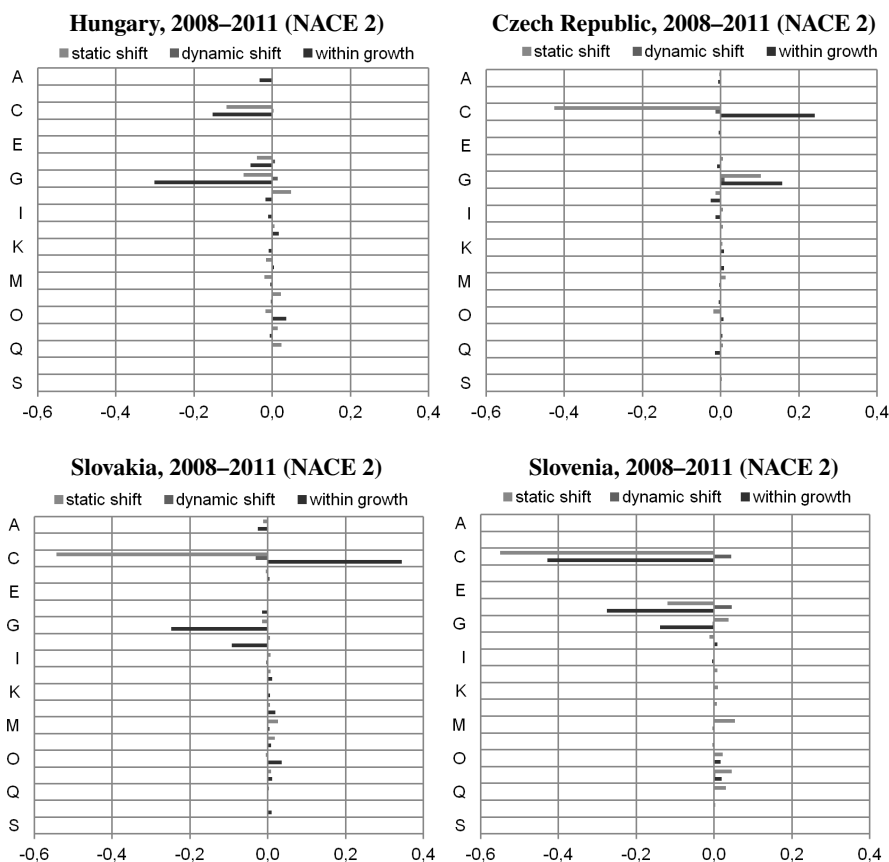 Hungary, 2008–2011 (NACE 2)
static shift dynamic shift within growth
A
C
E
G
I
K
M
O
Q
S
-0,6 -0,4 -0,2 0,0 0,2 0,4
Czech Republic, 2008–2011 (NACE 2)
static shift dynamic shift within growth
A
C
E
G
I
K
M
O
Q
S
-0,6 -0,4 -0,2 0,0 0,2 0,4
Slovakia, 2008–2011 (NACE 2)
static shift dynamic shift within growth
A
C
E
G
I
K
M
O
Q
S
-0,6 -0,4 -0,2 0,0 0,2 0,4
Slovenia, 2008–2011 (NACE 2)
static shift dynamic shift within growth
A
C
E
G
I
K
M
O
Q
S
-0,6 -0,4 -0,2 0,0 0,2 0,4